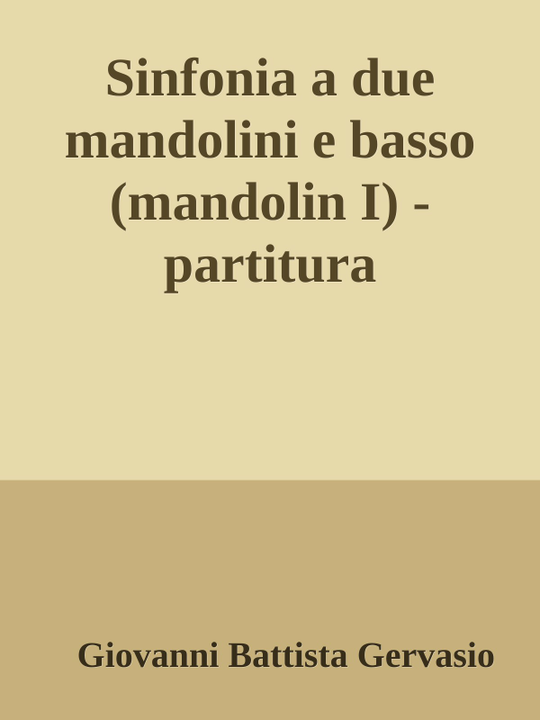 Sinfonia a due
mandolini e basso
(mandolin I) -
partitura
Giovanni Battista Gervasio